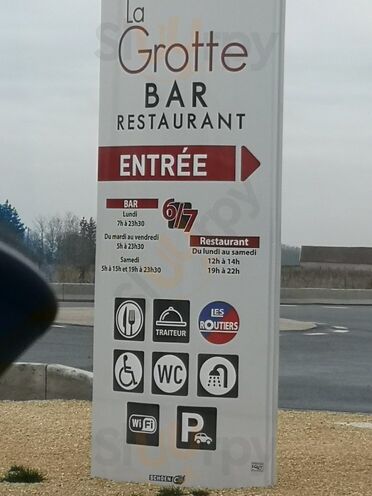 La
Grotte
BAR
RESTAURANT
ENTRÉE
BAR
Lundi
7h à 23h30
Du mardi au vendredi
5h à 23h30
Samedi
5h à 15h et 19h à 23h30
6/7
Restaurant
Du lundi au samedi
12h à 14h
19h à 22h
TRAITEUR
LES
ROUTIERS
WC
WiFi
P